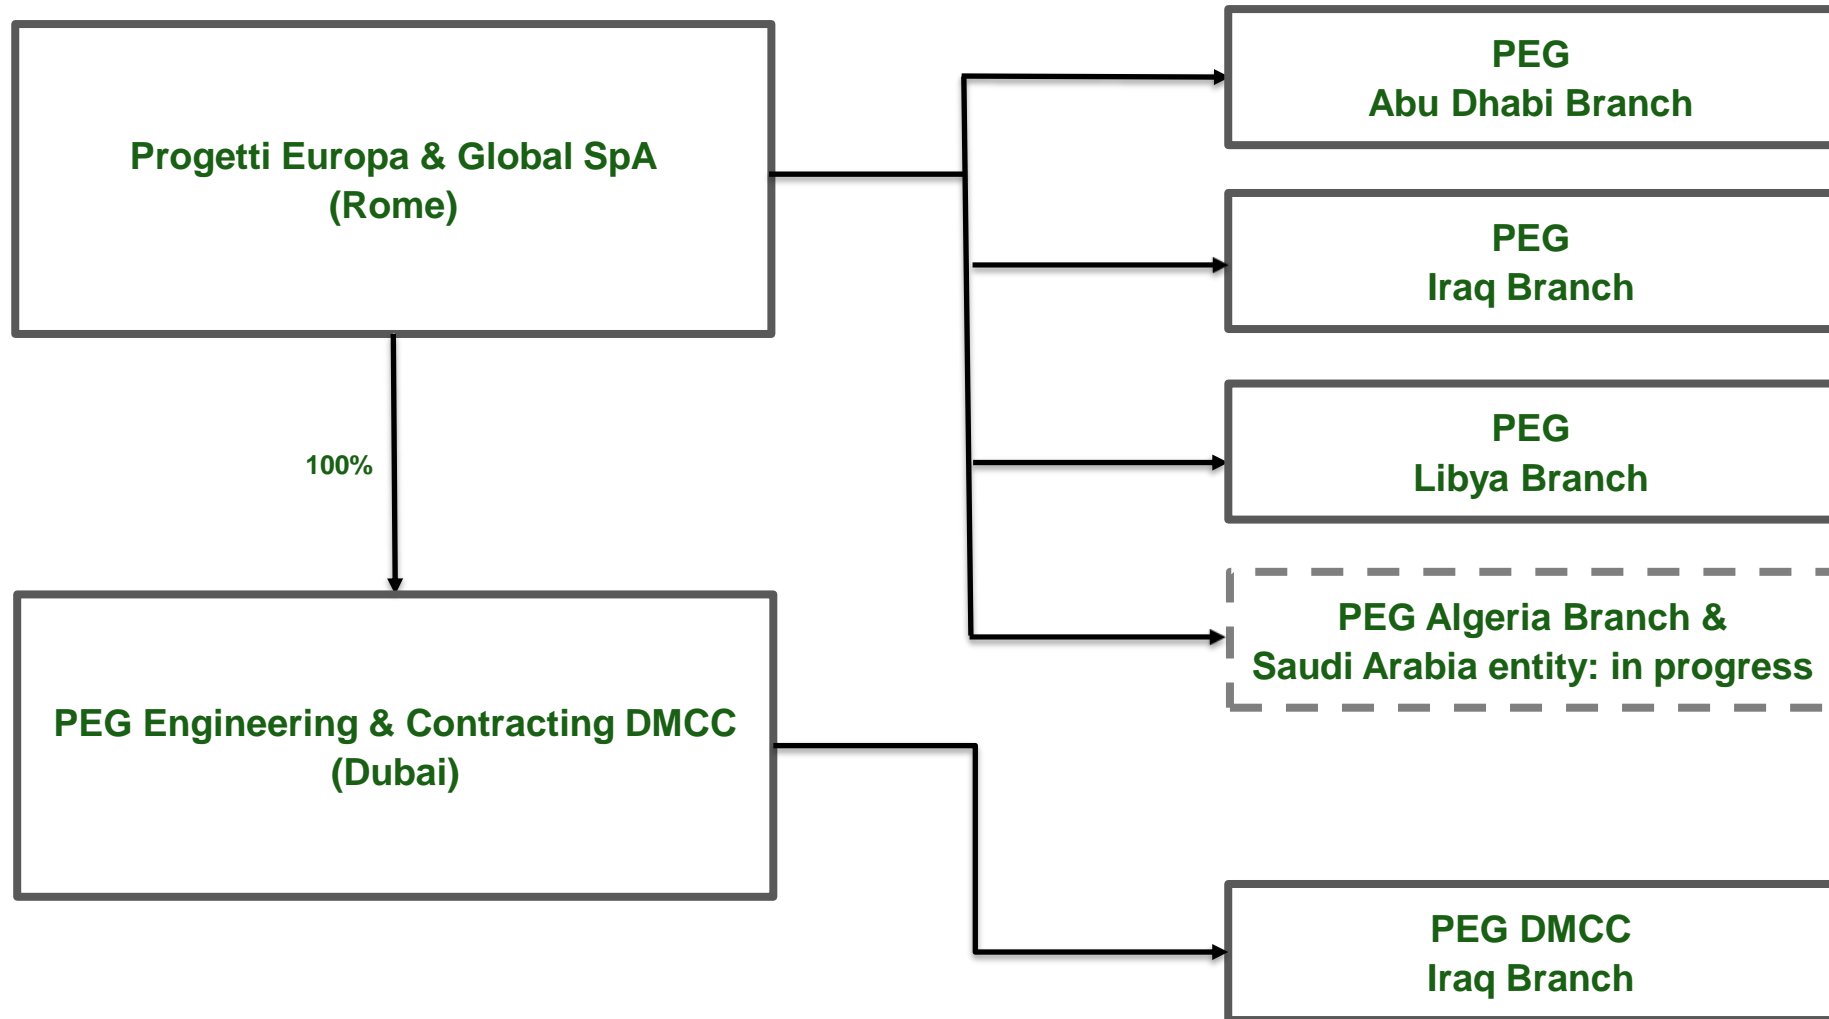 Progetti Europa & Global SpA
(Rome)
PEG
Abu Dhabi Branch
PEG
Iraq Branch
PEG
Libya Branch
PEG Algeria Branch &
Saudi Arabia entity: in progress
100%
PEG Engineering & Contracting DMCC
(Dubai)
PEG DMCC
Iraq Branch